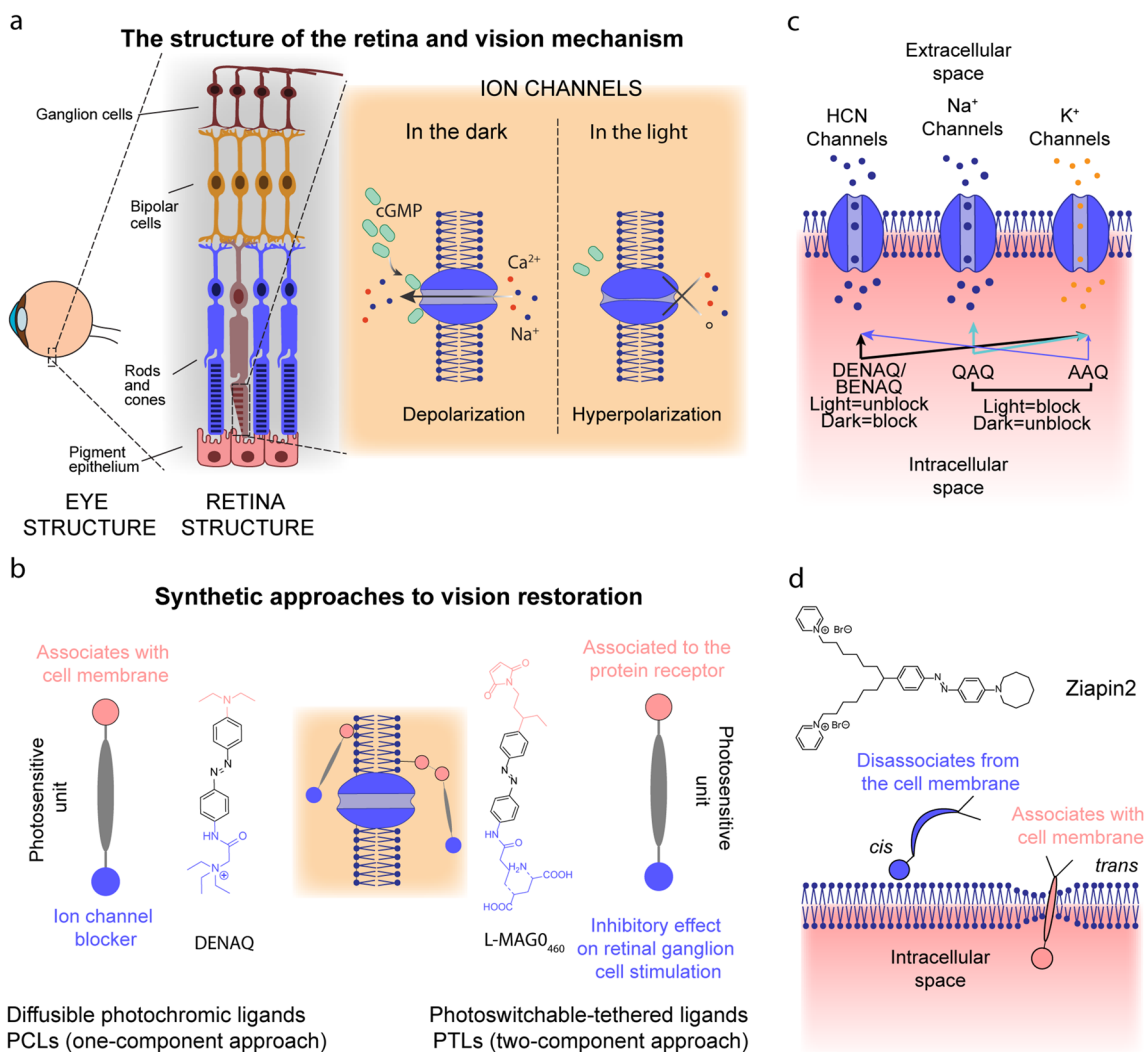 a
The structure of the retina and vision mechanism
Ganglion cells
Bipolar
cells
Rods and
cones
Pigment
epithelium
EYE
STRUCTURE
RETINA
STRUCTURE
ION CHANNELS
In the dark
In the light
cGMP
Ca²⁺
Na⁺
Depolarization
Hyperpolarization
c
Extracellular
space
HCN
Channels
Na⁺
Channels
K⁺
Channels
DENAQ/
BENAQ
Light=unblock
Dark=block
QAQ
AAQ
Light=block
Dark=unblock
Intracellular
space
b
Synthetic approaches to vision restoration
Associates with
cell membrane
Photosensitive
unit
Ion channel
blocker
N
N
N
HN
O
N
⊕
DENAQ
O
N
O
N
N
HN
O
H₂N
COOH
HOOC
COOH
L-MAG0₄₆₀
Associated to the
protein receptor
Photosensitive
unit
Inhibitory effect
on retinal ganglion
cell stimulation
Diffusible photochromic ligands
PCLs (one-component approach)
Photoswitchable-tethered ligands
PTLs (two-component approach)
d
N
⊕ Br⊖
N
N
N
N
⊕ Br⊖
Ziapin2
Disassociates from
the cell membrane
Associates with
cell membrane
cis
trans
Intracellular
space